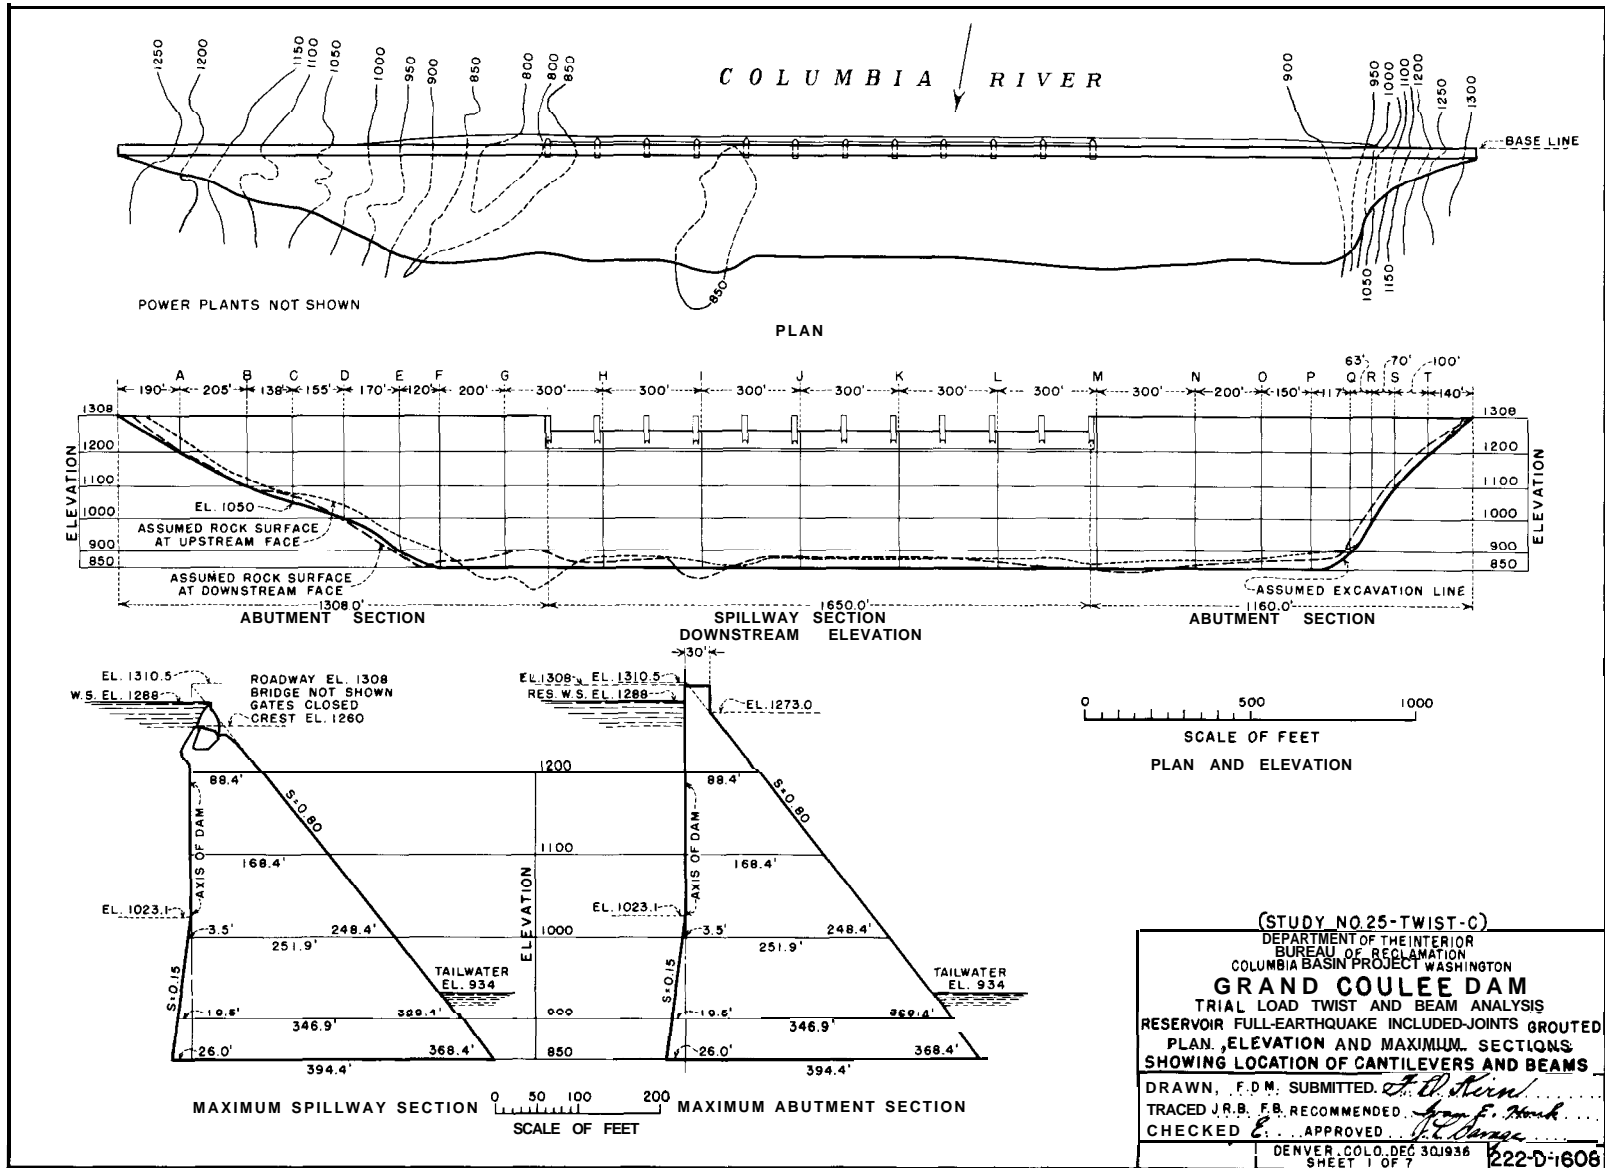 1250
1200
1150
1100
1050
1000
950
900
850
800
800
850
COLUMBIA RIVER
900
950
1000
1100
1200
1250
1300
BASE LINE
850
1050
1150
POWER PLANTS NOT SHOWN
PLAN
63' 70' 100'
A B C D E F G H I J K L M N O P Q R S T
190' 205' 138' 155' 170' 120' 200' 300' 300' 300' 300' 300' 300' 300' 200' 150' 117' 140'
1308 1308
1200 1200
1100 1100
1000 1000
900 900
850 850
ELEVATION
ELEVATION
EL. 1050
ASSUMED ROCK SURFACE
AT UPSTREAM FACE
ASSUMED ROCK SURFACE
AT DOWNSTREAM FACE
ASSUMED EXCAVATION LINE
1308.0' 1650.0' 1160.0'
ABUTMENT SECTION SPILLWAY SECTION ABUTMENT SECTION
DOWNSTREAM ELEVATION
EL. 1310.5
W.S. EL. 1288
ROADWAY EL. 1308
BRIDGE NOT SHOWN
GATES CLOSED
CREST EL. 1260
88.4'
S=0.80
AXIS OF DAM
168.4'
EL. 1023.1
3.5' 248.4'
251.9'
S=0.15
TAILWATER
EL. 934
346.9'
26.0' 368.4'
394.4'
MAXIMUM SPILLWAY SECTION
1200
1100
1000
850
ELEVATION
0 50 100 200
SCALE OF FEET
30'
EL. 1308 EL. 1310.5
RES. W.S. EL. 1288
EL. 1273.0
88.4'
S=0.80
AXIS OF DAM
168.4'
EL. 1023.1
3.5' 248.4'
251.9'
S=0.15
TAILWATER
EL. 934
19.5'
346.9'
26.0' 368.4'
394.4'
MAXIMUM ABUTMENT SECTION
0 500 1000
SCALE OF FEET
PLAN AND ELEVATION
(STUDY NO. 25-TWIST-C)
DEPARTMENT OF THE INTERIOR
BUREAU OF RECLAMATION
COLUMBIA BASIN PROJECT WASHINGTON
GRAND COULEE DAM
TRIAL LOAD TWIST AND BEAM ANALYSIS
RESERVOIR FULL-EARTHQUAKE INCLUDED-JOINTS GROUTED
PLAN, ELEVATION AND MAXIMUM SECTIONS
SHOWING LOCATION OF CANTILEVERS AND BEAMS
DRAWN, F.D.M. SUBMITTED.
TRACED J.R.B. F.B. RECOMMENDED
CHECKED APPROVED
DENVER, COLO. DEC 30, 1936
SHEET 1 OF 7
222-D-1608